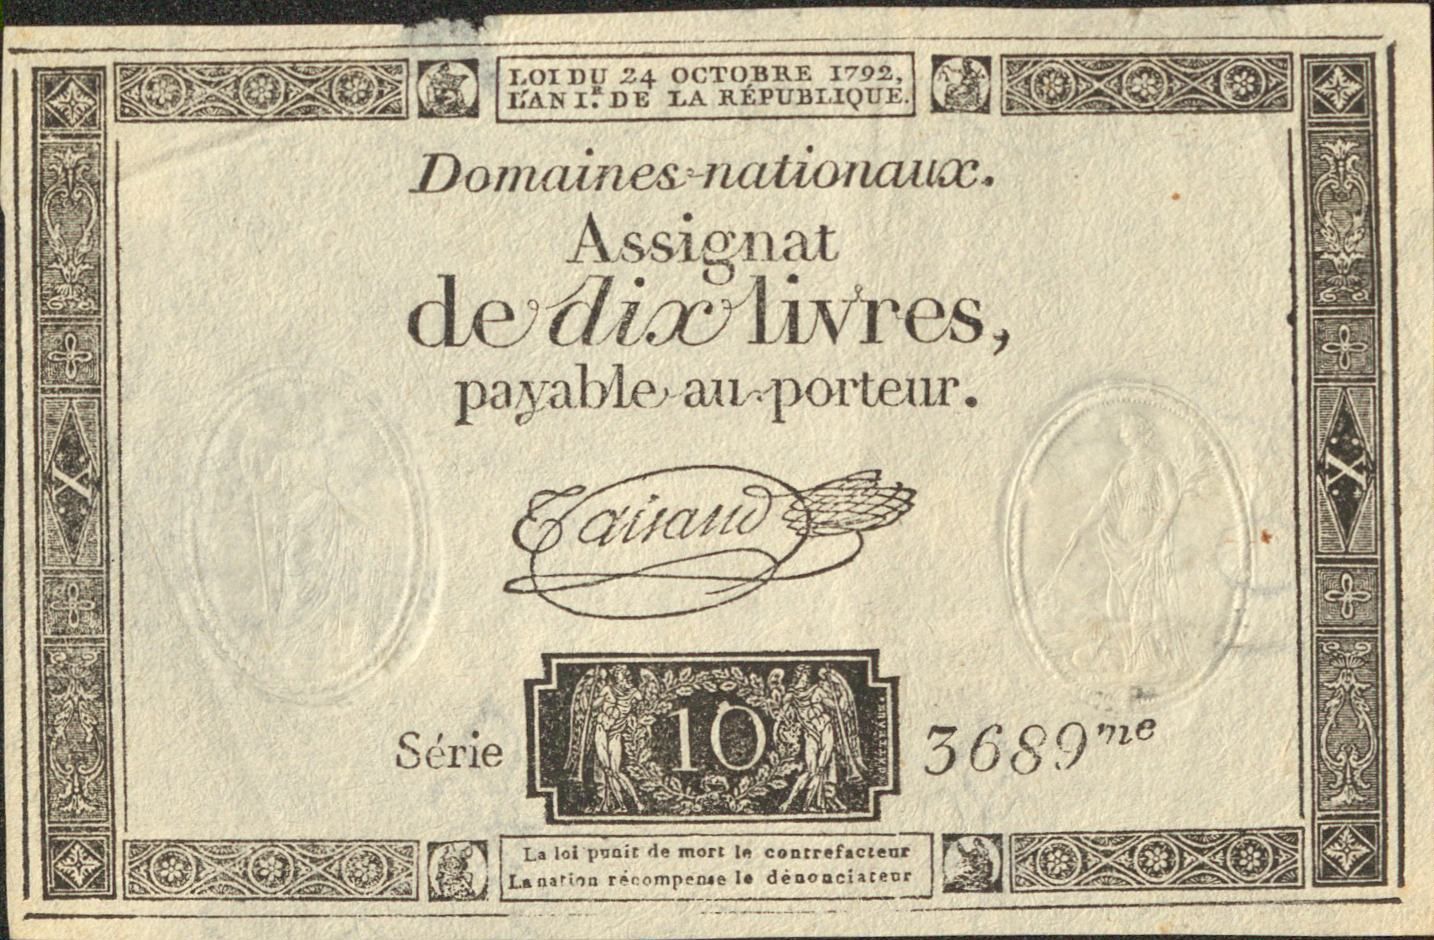 LOI DU 24 OCTOBRE 1792,
L'AN I.R DE LA RÉPUBLIQUE.
Domaines nationaux.
Assignat
de dix livres,
payable au porteur.
Taisaud
X X
Série 10 3689me
La loi punit de mort le contrefacteur
La nation récompense le dénonciateur